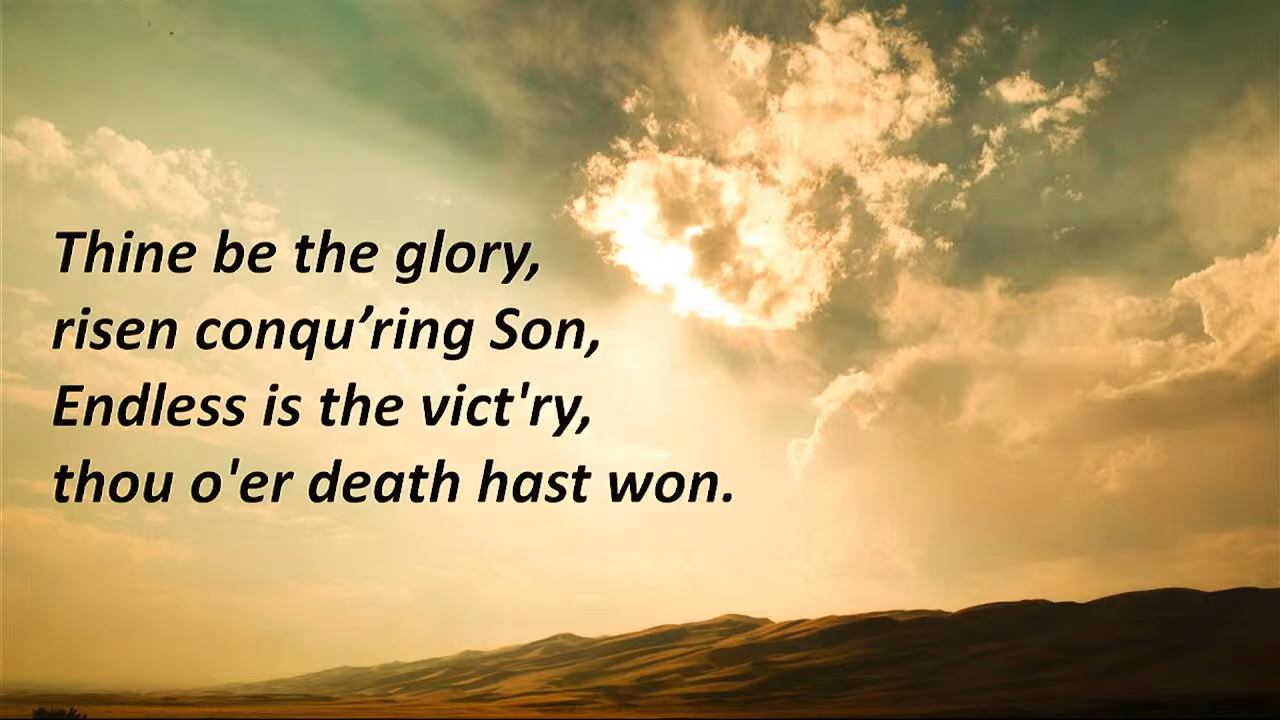 Thine be the glory,
risen conqu’ring Son,
Endless is the vict'ry,
thou o'er death hast won.